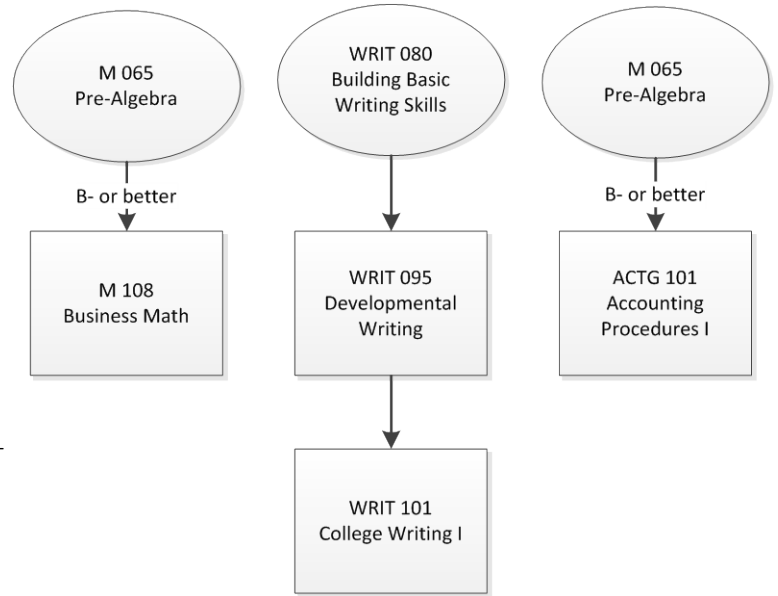 M 065
Pre-Algebra
B- or better
M 108
Business Math
WRIT 080
Building Basic
Writing Skills
WRIT 095
Developmental
Writing
WRIT 101
College Writing I
M 065
Pre-Algebra
B- or better
ACTG 101
Accounting
Procedures I